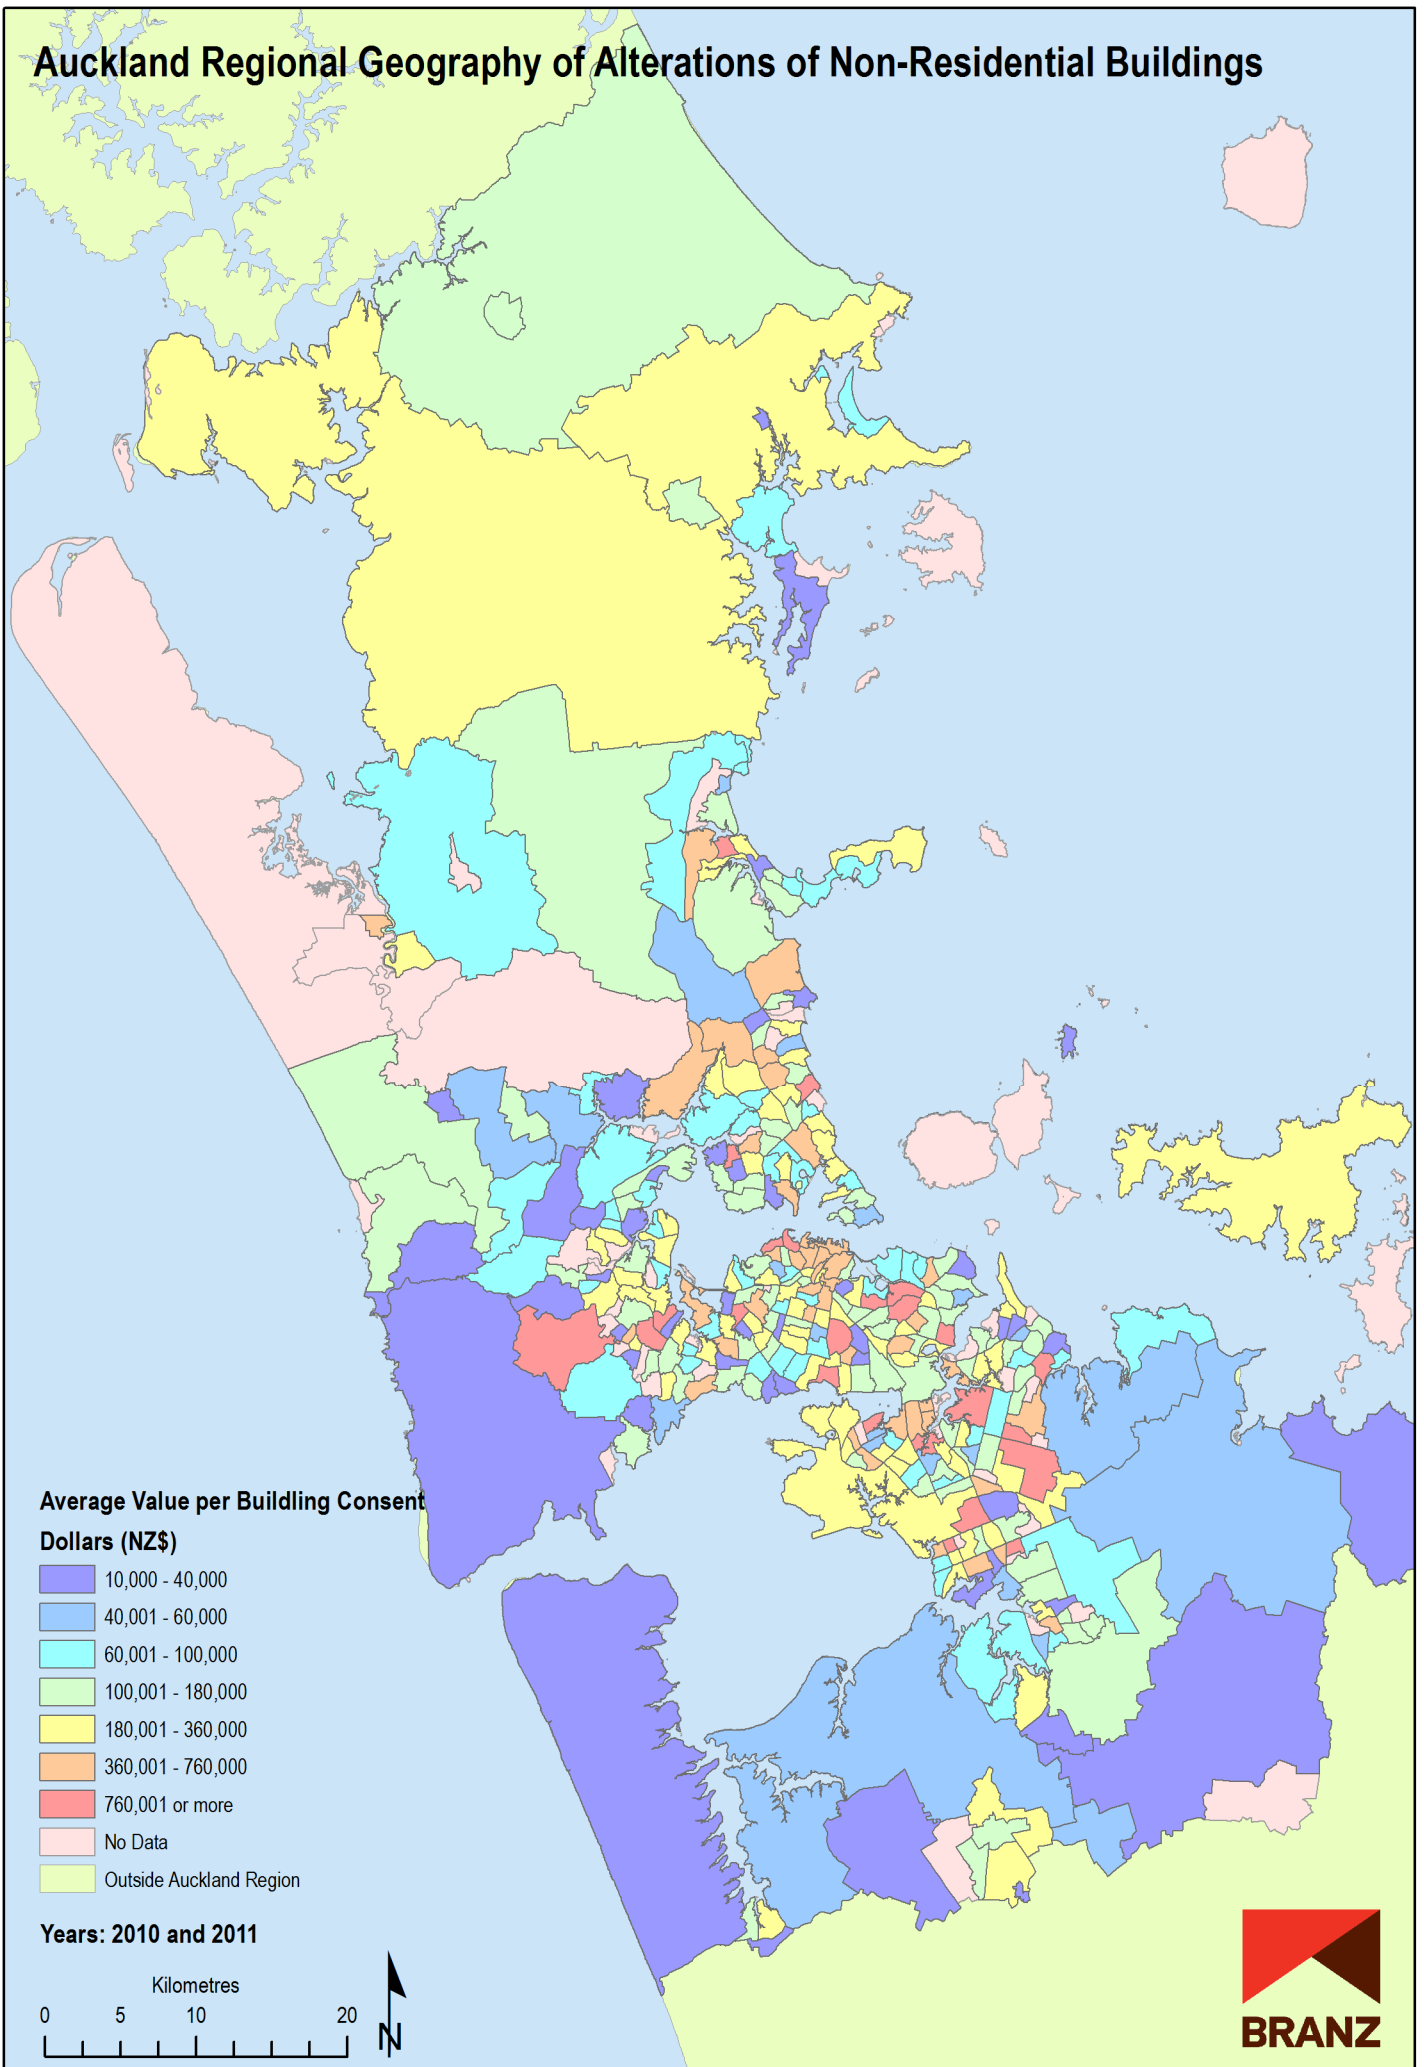 Auckland Regional Geography of Alterations of Non-Residential Buildings
Average Value per Buildling Consent
Dollars (NZ$)
10,000 - 40,000
40,001 - 60,000
60,001 - 100,000
100,001 - 180,000
180,001 - 360,000
360,001 - 760,000
760,001 or more
No Data
Outside Auckland Region
Years: 2010 and 2011
Kilometres
0 5 10 20
N
BRANZ